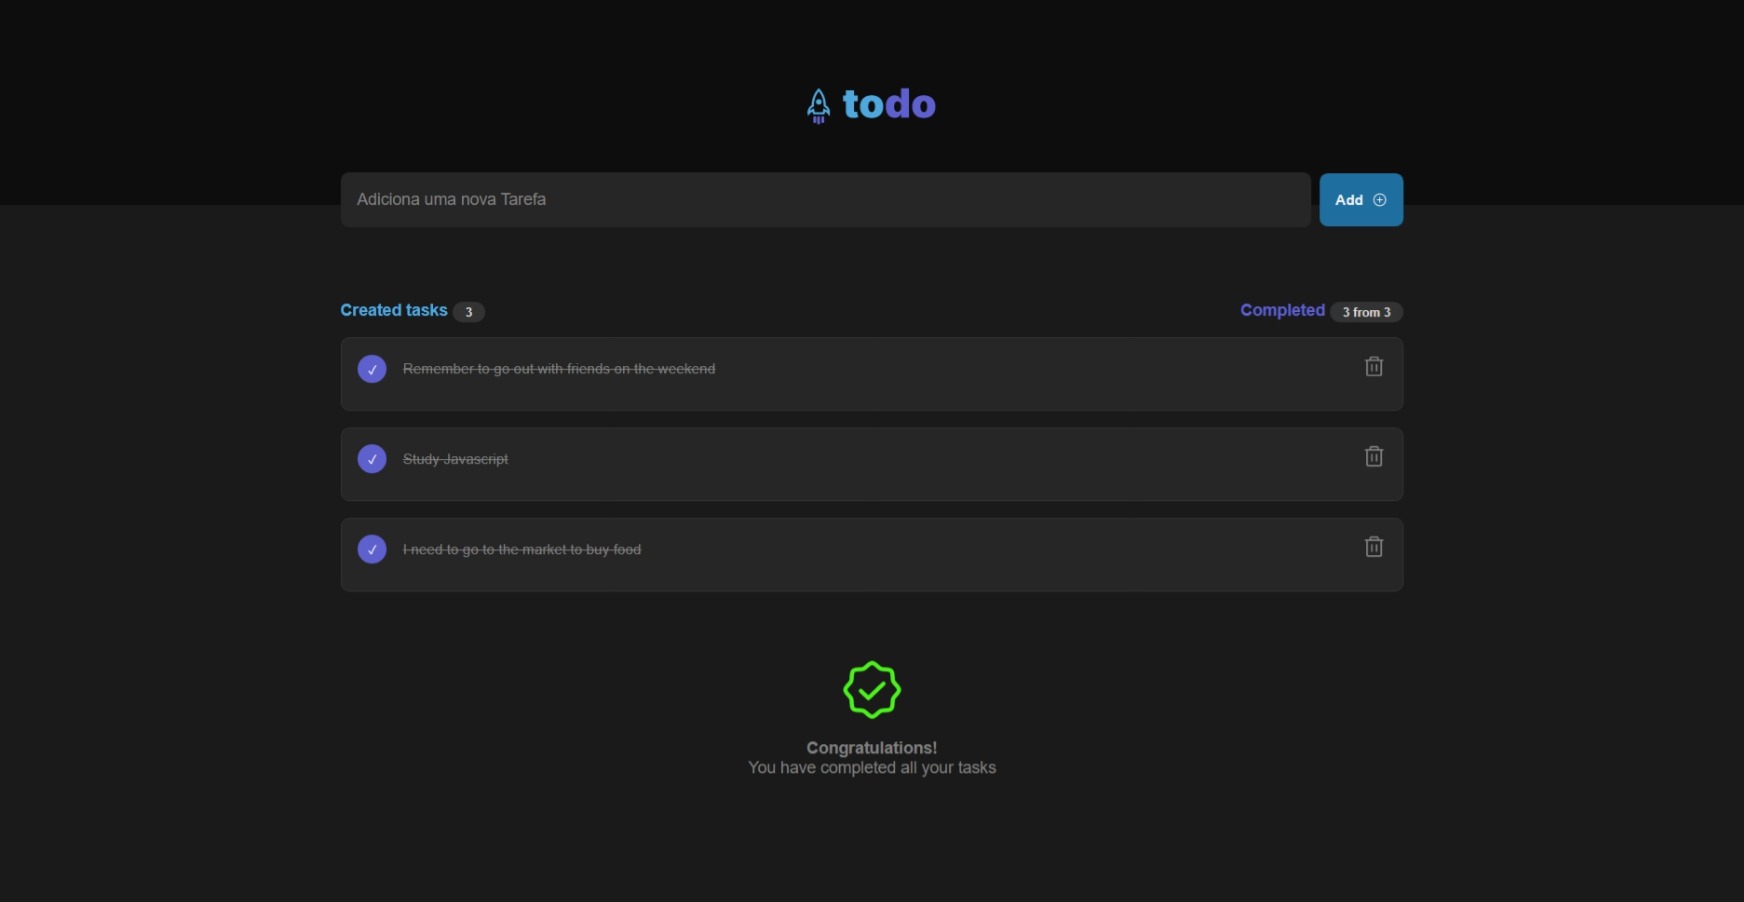 todo
Adiciona uma nova Tarefa
Add
Created tasks 3
Completed 3 from 3
Remember to go out with friends on the weekend
Study Javascript
I need to go to the market to buy food
Congratulations!
You have completed all your tasks